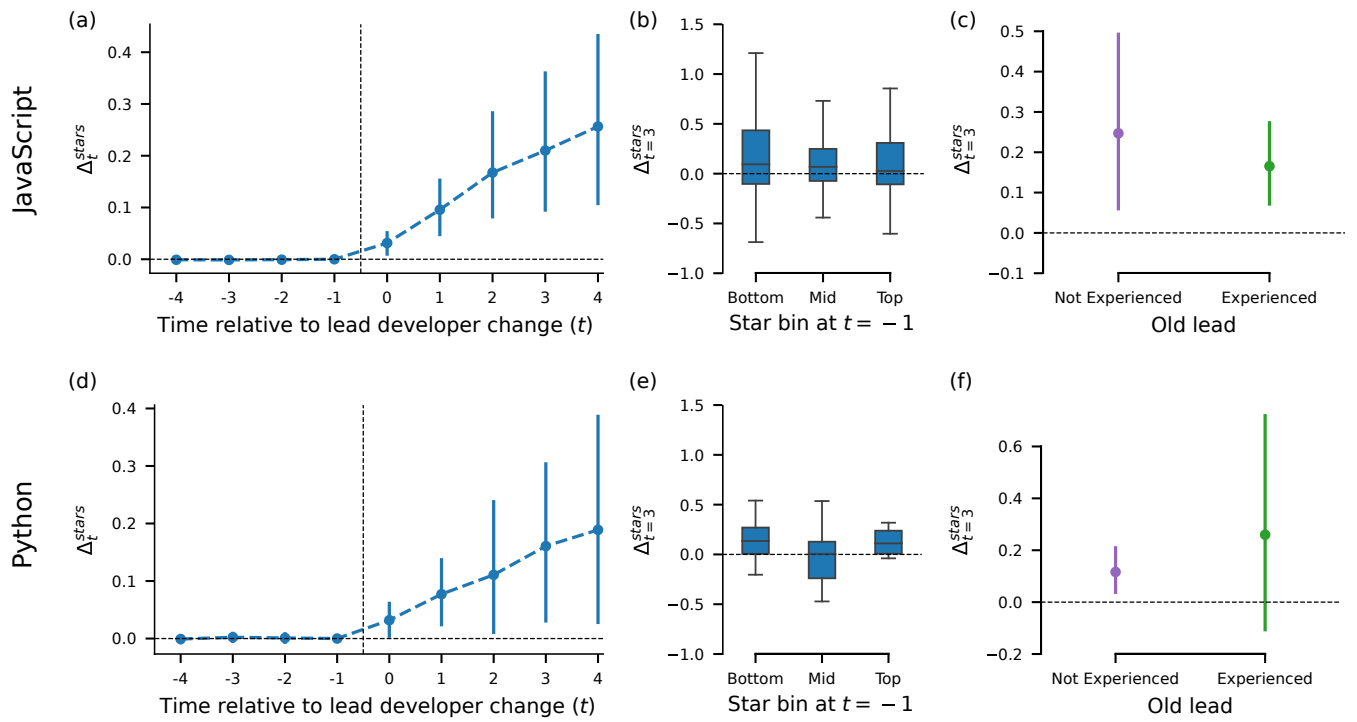 JavaScript
(a)
Δ_t^stars
0.4
0.3
0.2
0.1
0.0
-4 -3 -2 -1 0 1 2 3 4
Time relative to lead developer change (t)
(b)
Δ_{t=3}^stars
1.5
1.0
0.5
0.0
−0.5
−1.0
Bottom Mid Top
Star bin at t = −1
(c)
Δ_{t=3}^stars
0.5
0.4
0.3
0.2
0.1
0.0
−0.1
Not Experienced Experienced
Old lead
Python
(d)
Δ_t^stars
0.4
0.3
0.2
0.1
0.0
-4 -3 -2 -1 0 1 2 3 4
Time relative to lead developer change (t)
(e)
Δ_{t=3}^stars
1.5
1.0
0.5
0.0
−0.5
−1.0
Bottom Mid Top
Star bin at t = −1
(f)
Δ_{t=3}^stars
0.6
0.4
0.2
0.0
−0.2
Not Experienced Experienced
Old lead